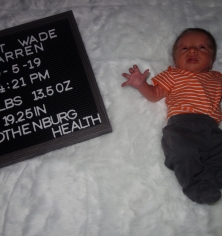 T WADE
ARREN
-5-19
:21 PM
LBS 13.5 OZ
19.25 IN
OTHENBURG
HEALTH